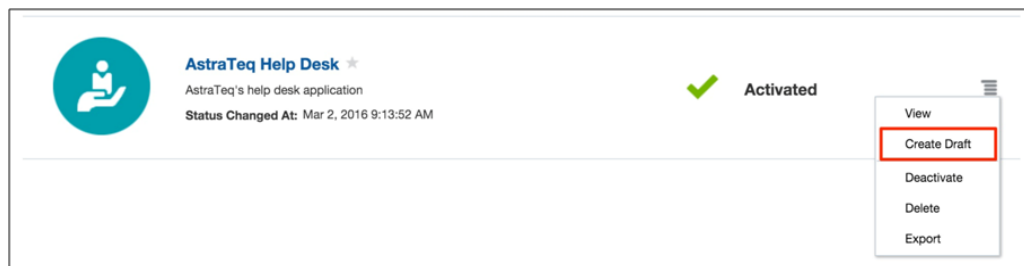 AstraTeq Help Desk
AstraTeq's help desk application
Status Changed At: Mar 2, 2016 9:13:52 AM
Activated
View
Create Draft
Deactivate
Delete
Export